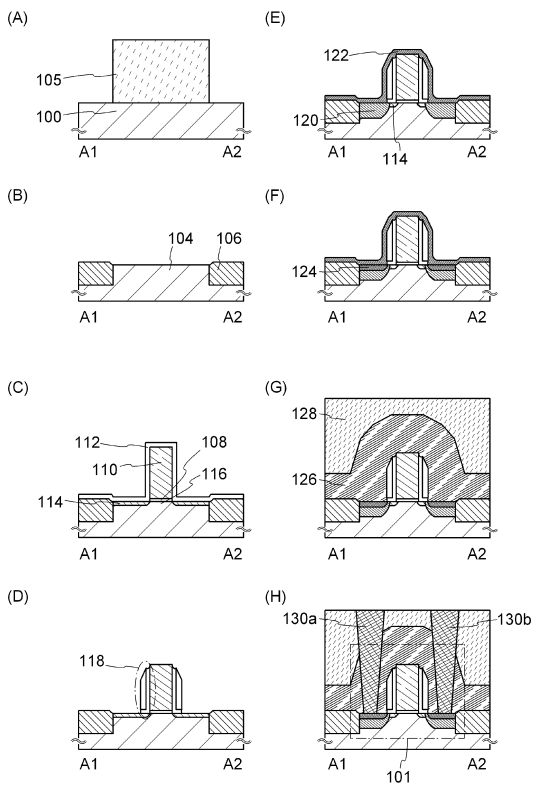 (A)
105
100
A1 A2
(B)
104 106
A1 A2
(C)
112
110
108
116
114
A1 A2
(D)
118
A1 A2
(E)
122
120
114
A1 A2
(F)
124
A1 A2
(G)
128
126
A1 A2
(H)
130a 130b
A1 A2
101